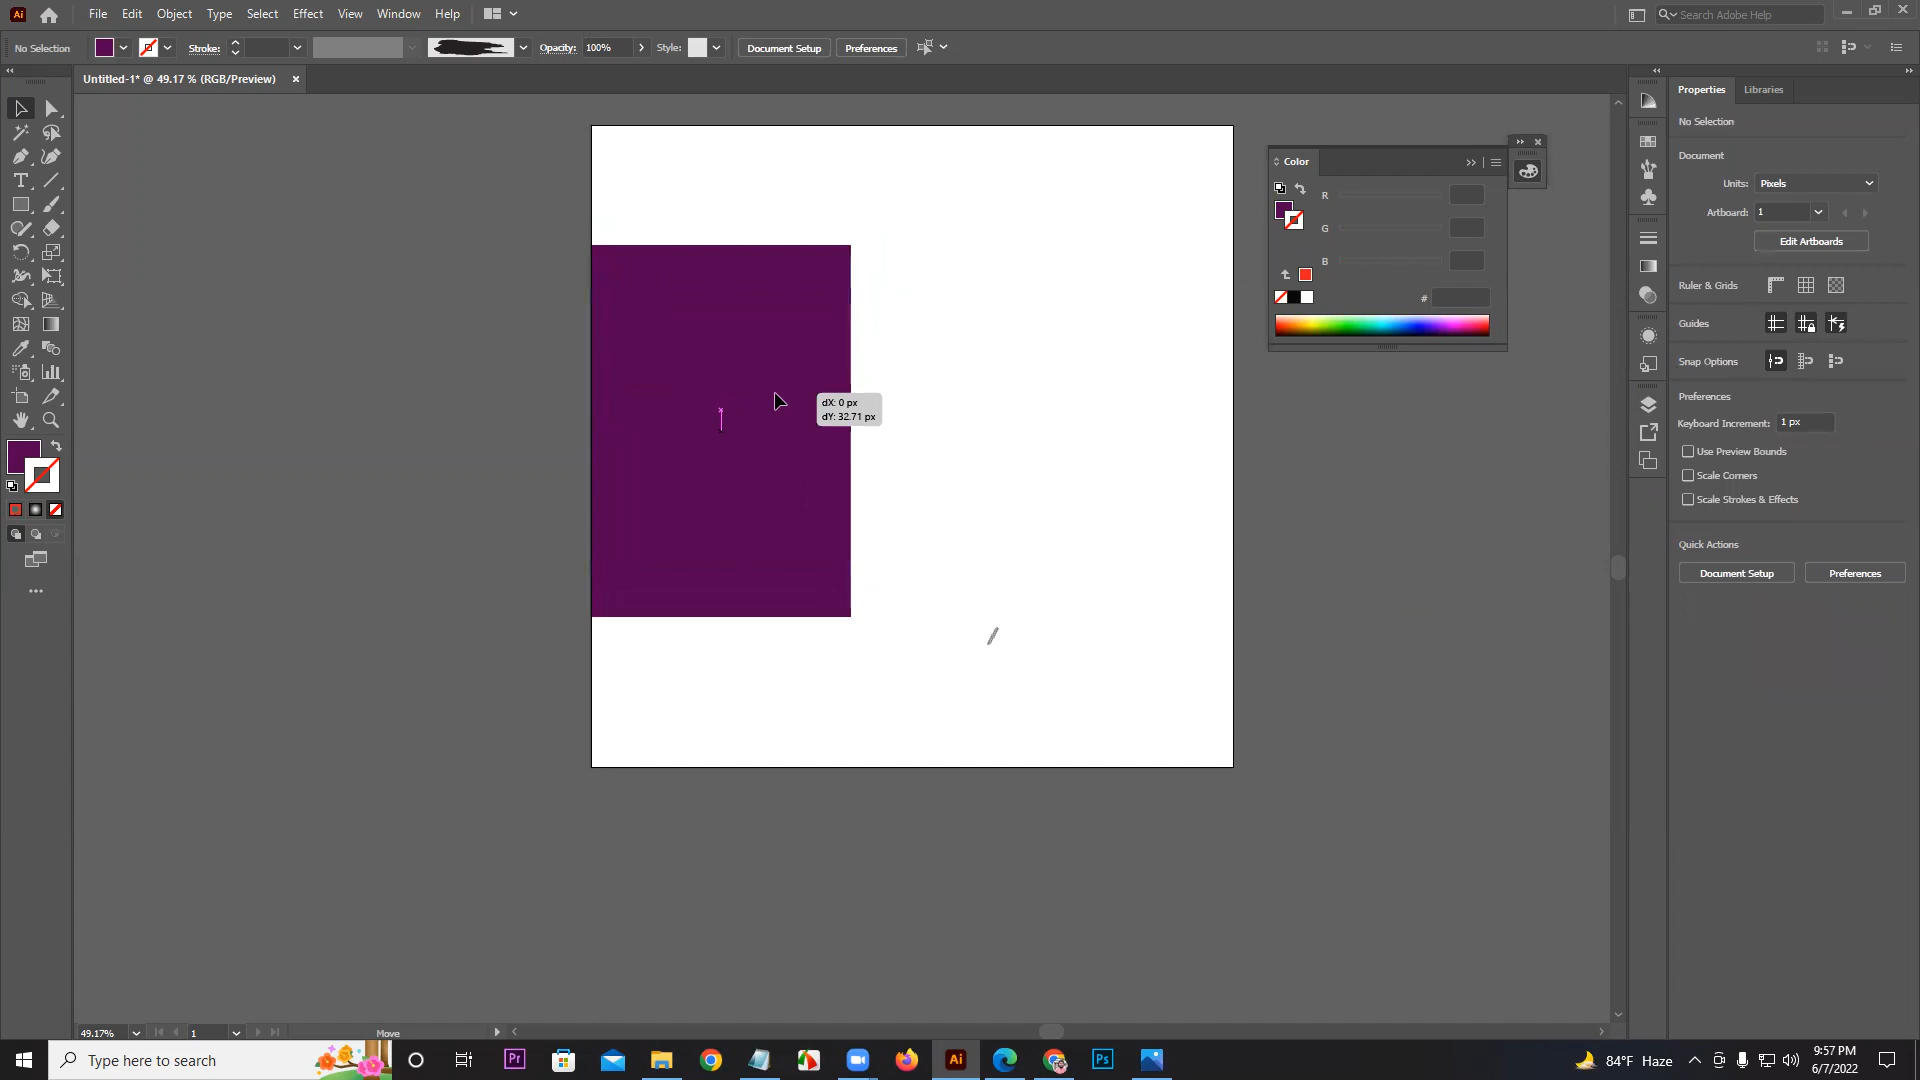 Ai File Edit Object Type Select Effect View Window Help Search Adobe Help
No Selection Stroke: Opacity: 100% Style: Document Setup Preferences
Untitled-1* @ 49.17 % (RGB/Preview) ×
Properties Libraries
No Selection
Document
Units: Pixels
Artboard: 1
Edit Artboards
Ruler & Grids
Guides
Snap Options
Preferences
Keyboard Increment: 1 px
Use Preview Bounds
Scale Corners
Scale Strokes & Effects
Quick Actions
Document Setup Preferences
Color
R
G
B
#
dX: 0 px
dY: 32.71 px
49.17% 1 Move
Type here to search Pr Ai Ps 84°F Haze 9:57 PM
6/7/2022